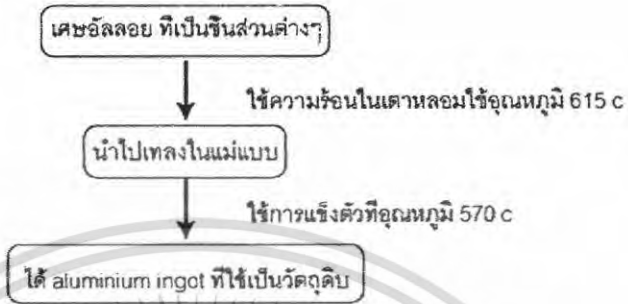 เศษอัลลอย ที่เป็นชิ้นส่วนต่างๆ
ใช้ความร้อนในเตาหลอมใช้อุณหภูมิ 615 c
นำไปเทลงในแม่แบบ
ใช้การแข็งตัวที่อุณหภูมิ 570 c
ได้ aluminium ingot ที่ใช้เป็นวัตถุดิบ